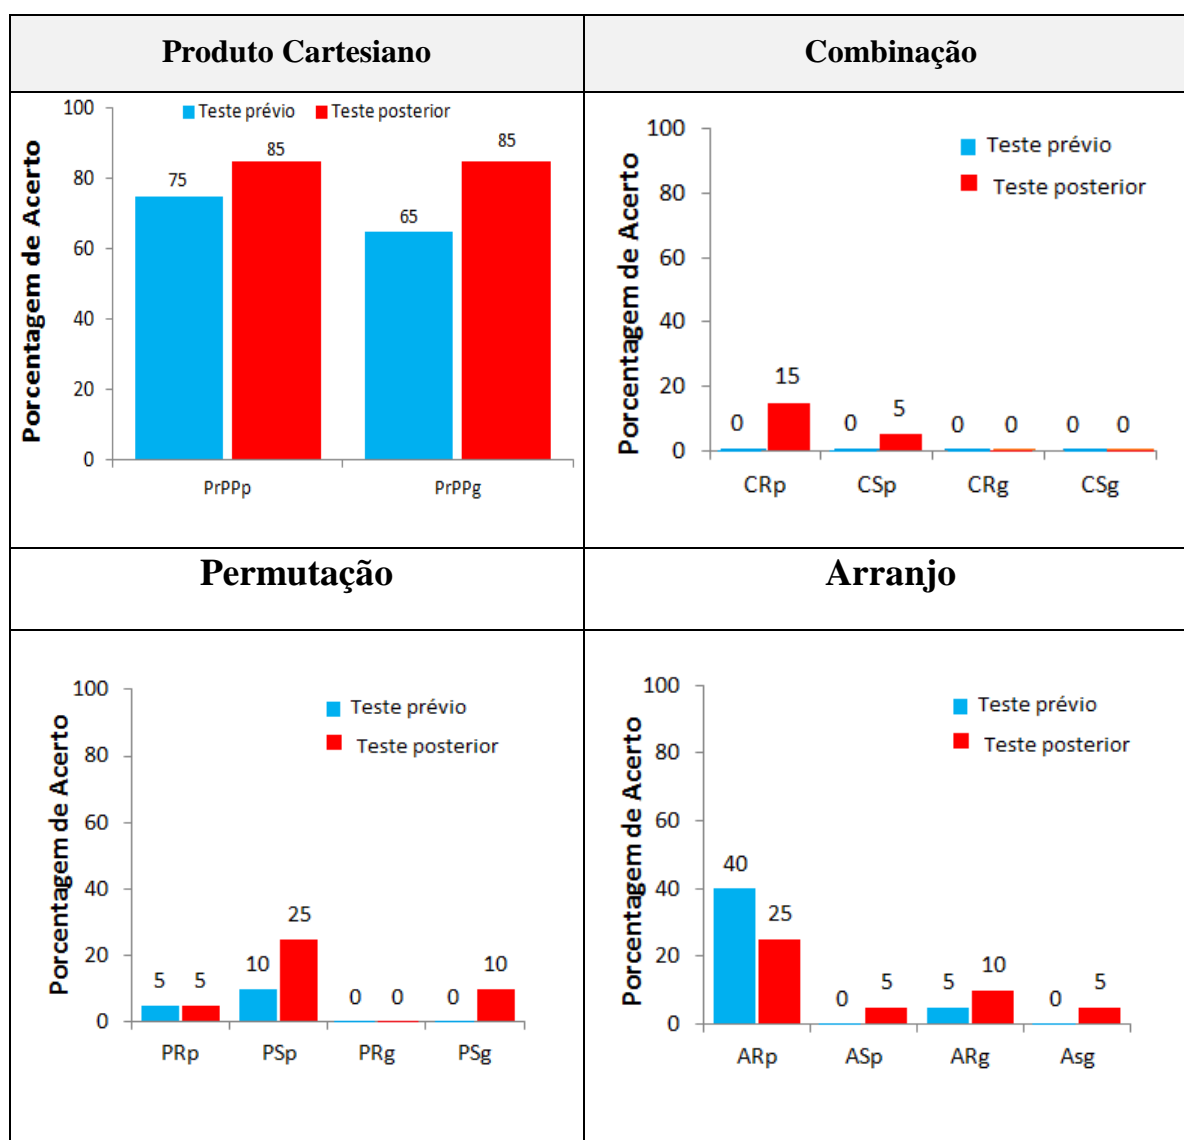 Produto Cartesiano
Combinação
Teste prévio Teste posterior
Porcentagem de Acerto
100
80
60
40
20
0
75
85
65
85
PrPPp PrPPg
Teste prévio
Teste posterior
Porcentagem de Acerto
100
80
60
40
20
0
0 15 0 5 0 0 0 0
CRp CSp CRg CSg
Permutação
Arranjo
Teste prévio
Teste posterior
Porcentagem de Acerto
100
80
60
40
20
0
5 5 10 25 0 0 0 10
PRp PSp PRg PSg
Teste prévio
Teste posterior
Porcentagem de Acerto
100
80
60
40
20
0
40 25 0 5 5 10 0 5
ARp ASp ARg Asg